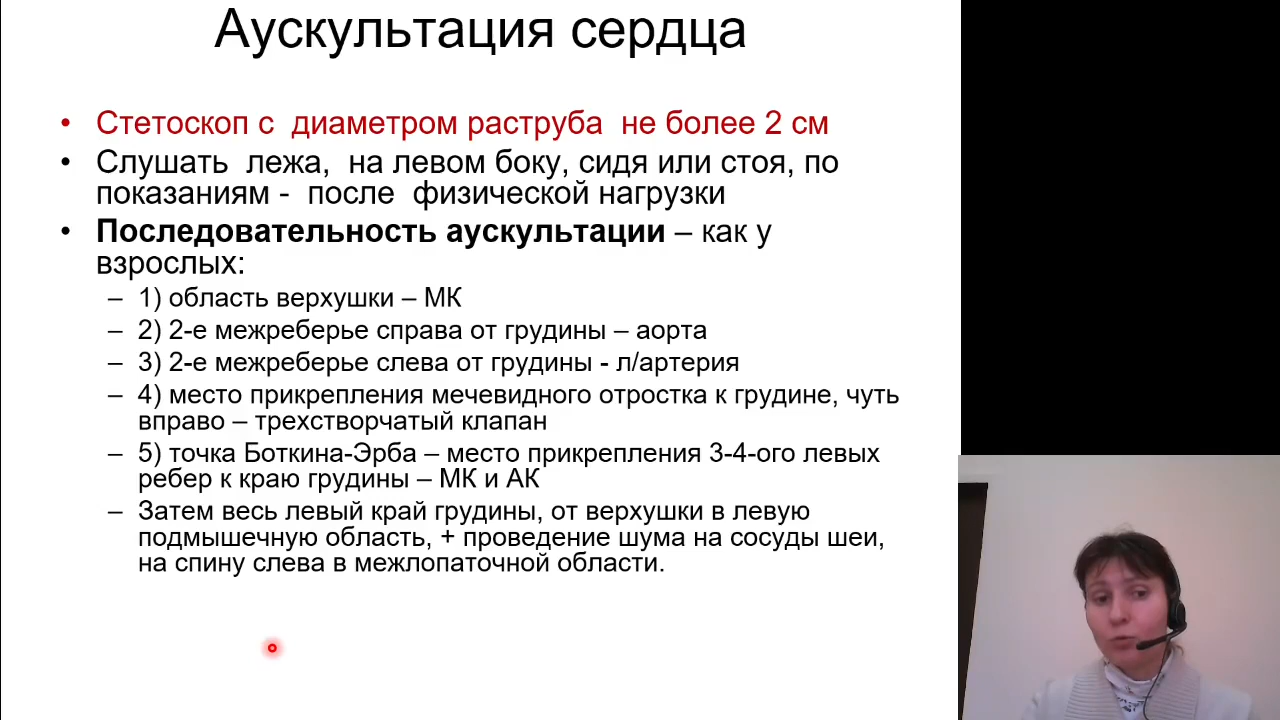 Аускультация сердца
• Стетоскоп с диаметром раструба не более 2 см
• Слушать лежа, на левом боку, сидя или стоя, по
показаниям - после физической нагрузки
• Последовательность аускультации – как у
взрослых:
– 1) область верхушки – МК
– 2) 2-е межреберье справа от грудины – аорта
– 3) 2-е межреберье слева от грудины - л/артерия
– 4) место прикрепления мечевидного отростка к грудине, чуть
вправо – трехстворчатый клапан
– 5) точка Боткина-Эрба – место прикрепления 3-4-ого левых
ребер к краю грудины – МК и АК
– Затем весь левый край грудины, от верхушки в левую
подмышечную область, + проведение шума на сосуды шеи,
на спину слева в межлопаточной области.